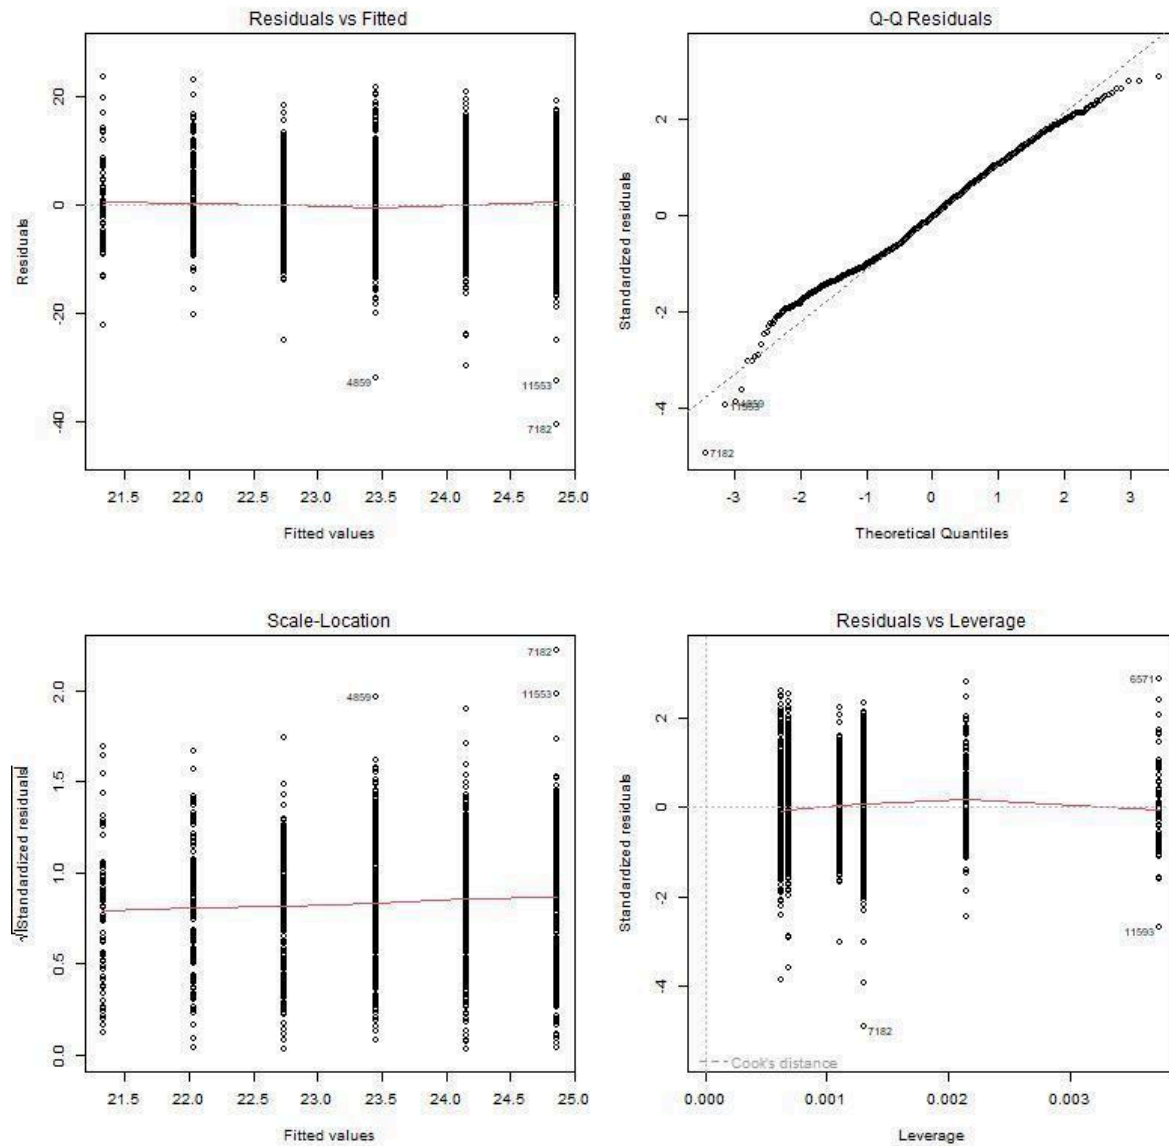 Residuals vs Fitted
Residuals
20
0
-20
-40
4859
11553
7182
21.5 22.0 22.5 23.0 23.5 24.0 24.5 25.0
Fitted values
Q-Q Residuals
Standardized residuals
2
0
-2
-4
11553 4859
7182
-3 -2 -1 0 1 2 3
Theoretical Quantiles
Scale-Location
√|Standardized residuals|
2.0
1.5
1.0
0.5
0.0
7182
4859
11553
21.5 22.0 22.5 23.0 23.5 24.0 24.5 25.0
Fitted values
Residuals vs Leverage
Standardized residuals
2
0
-2
-4
6571
11593
7182
Cook's distance
0.000 0.001 0.002 0.003
Leverage